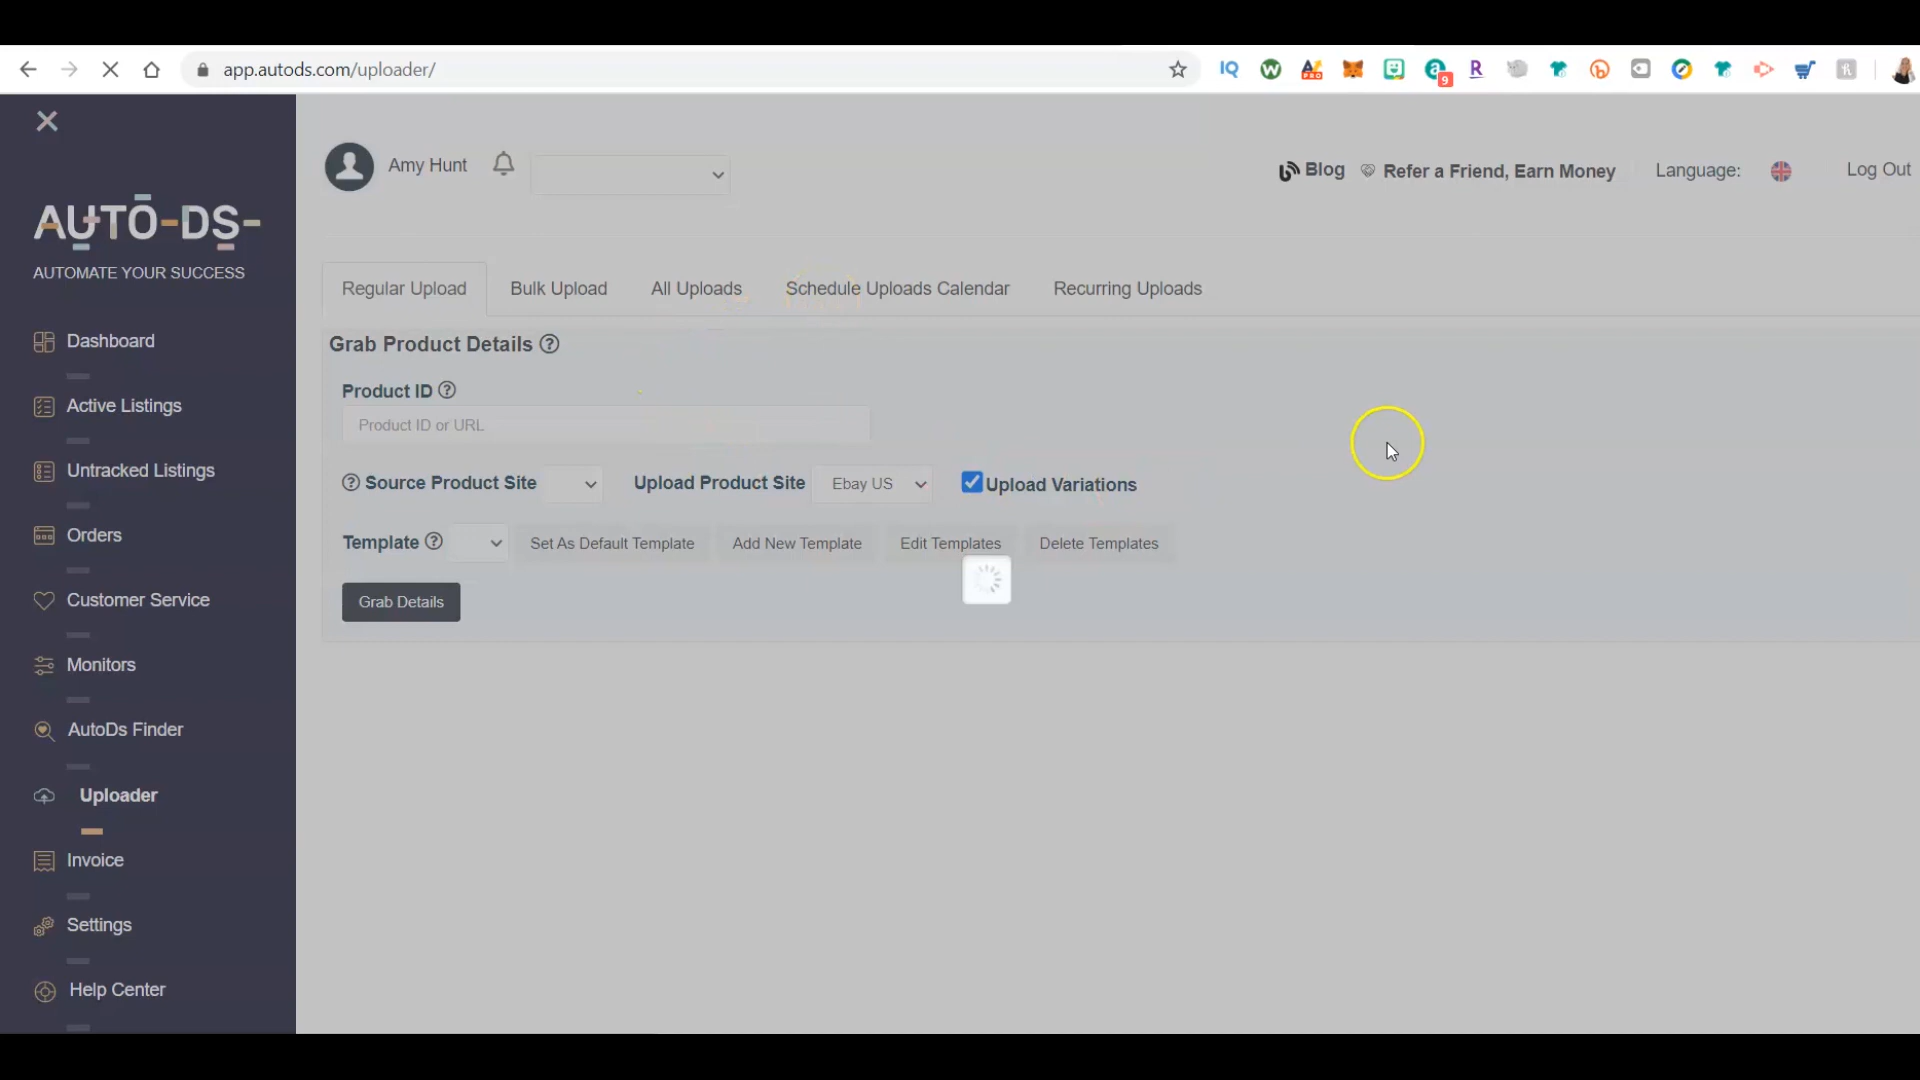 app.autods.com/uploader/
IQ
9
AUTO-DS-
AUTOMATE YOUR SUCCESS
Dashboard
Active Listings
Untracked Listings
Orders
Customer Service
Monitors
AutoDs Finder
Uploader
Invoice
Settings
Help Center
Amy Hunt
Blog
Refer a Friend, Earn Money
Language:
Log Out
Regular Upload
Bulk Upload
All Uploads
Schedule Uploads Calendar
Recurring Uploads
Grab Product Details
Product ID
Product ID or URL
Source Product Site
Upload Product Site
Ebay US
Upload Variations
Template
Set As Default Template
Add New Template
Edit Templates
Delete Templates
Grab Details